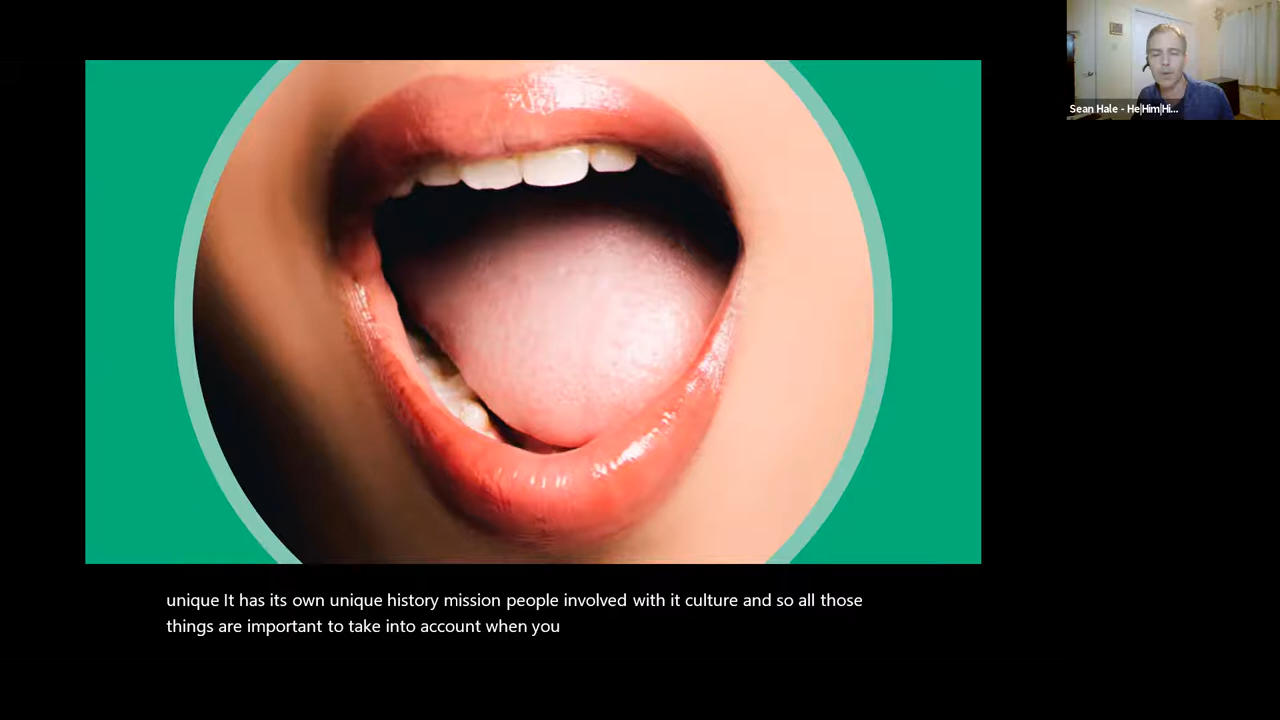 Sean Hale - He|Him|Hi...
unique It has its own unique history mission people involved with it culture and so all those
things are important to take into account when you